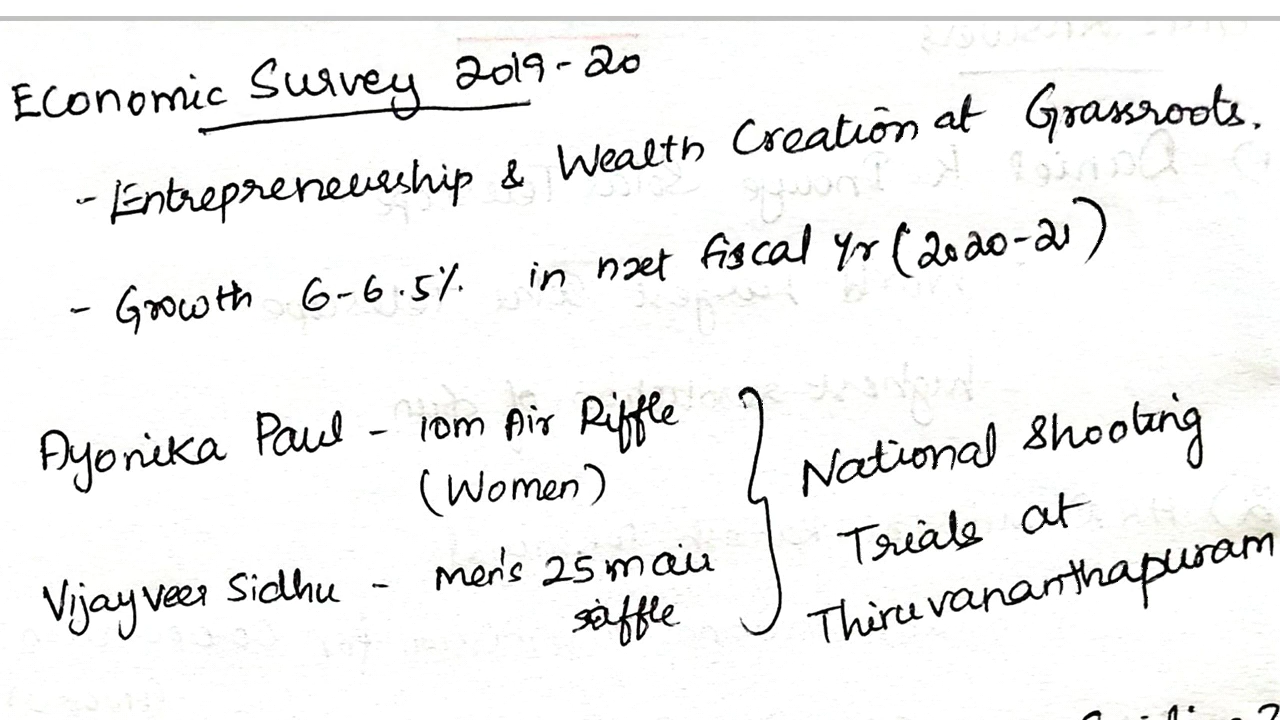 Economic Survey 2019-20
- Entrepreneurship & Wealth Creation at Grassroots.
- Growth 6-6.5% in nxet fiscal Yr (2020-21)
Ayonika Paul - 10m Air Riffle
(Women)
Vijayveer Sidhu - Men's 25m air
riffle
National Shooting
Trials at
Thiruvananthapuram